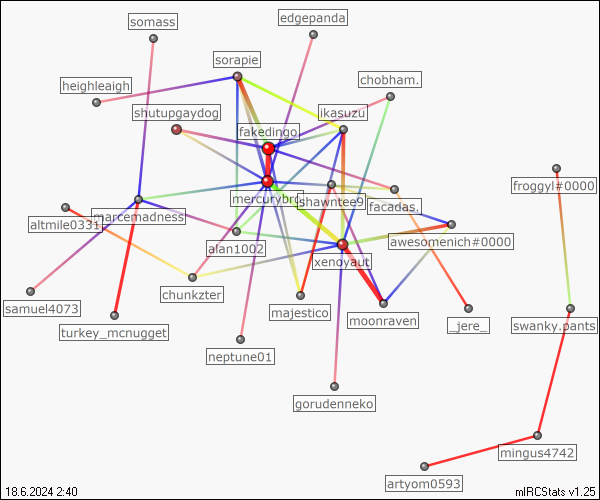 edgepanda
somass
sorapie
heighleaigh
chobham.
shutupgaydog
ikasuzu
fakedingo.
froggyl#0000
mercurybro
shawntee9
facadas.
marcemadness
altmile0331
alan1002
awesomenich#0000
xenoyaut
chunkzter
samuel4073
majestico
moonraven
_jere_
swanky.pants
turkey_mcnugget
neptune01
gorudenneko
mingus4742
artyom0593
18.6.2024 2:40
mIRCStats v1.25